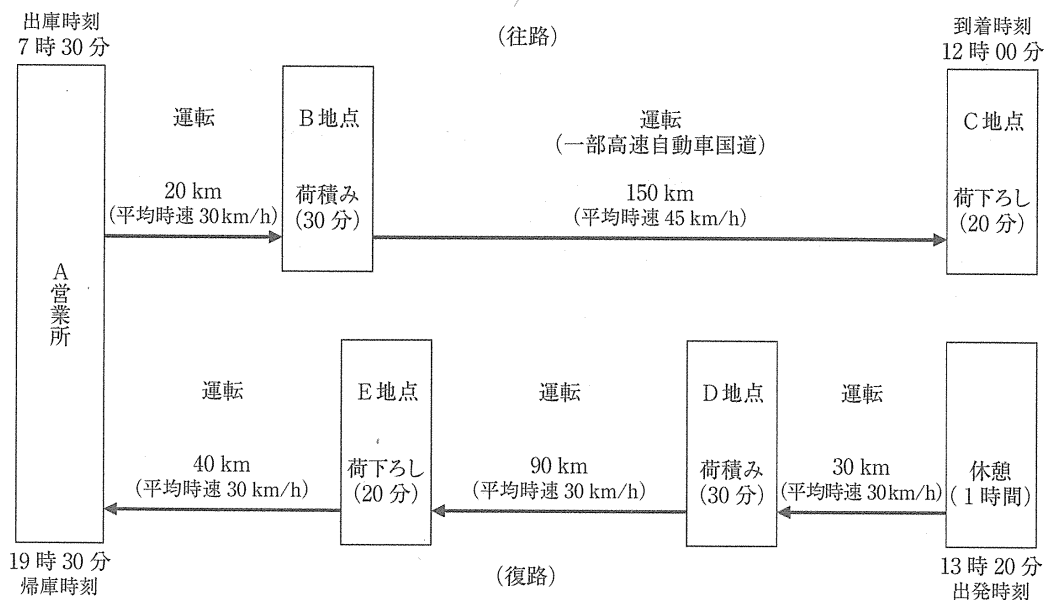 出庫時刻
7時30分
(往路)
到着時刻
12時00分
運転
B地点
運転
(一部高速自動車国道)
C地点
20 km
(平均時速 30km/h)
荷積み
(30分)
150 km
(平均時速 45 km/h)
荷下ろし
(20分)
A営業所
運転
E地点
運転
D地点
運転
40 km
(平均時速 30 km/h)
荷下ろし
(20分)
90 km
(平均時速 30 km/h)
荷積み
(30分)
30 km
(平均時速 30km/h)
休憩
(1時間)
19時30分
帰庫時刻
(復路)
13時20分
出発時刻